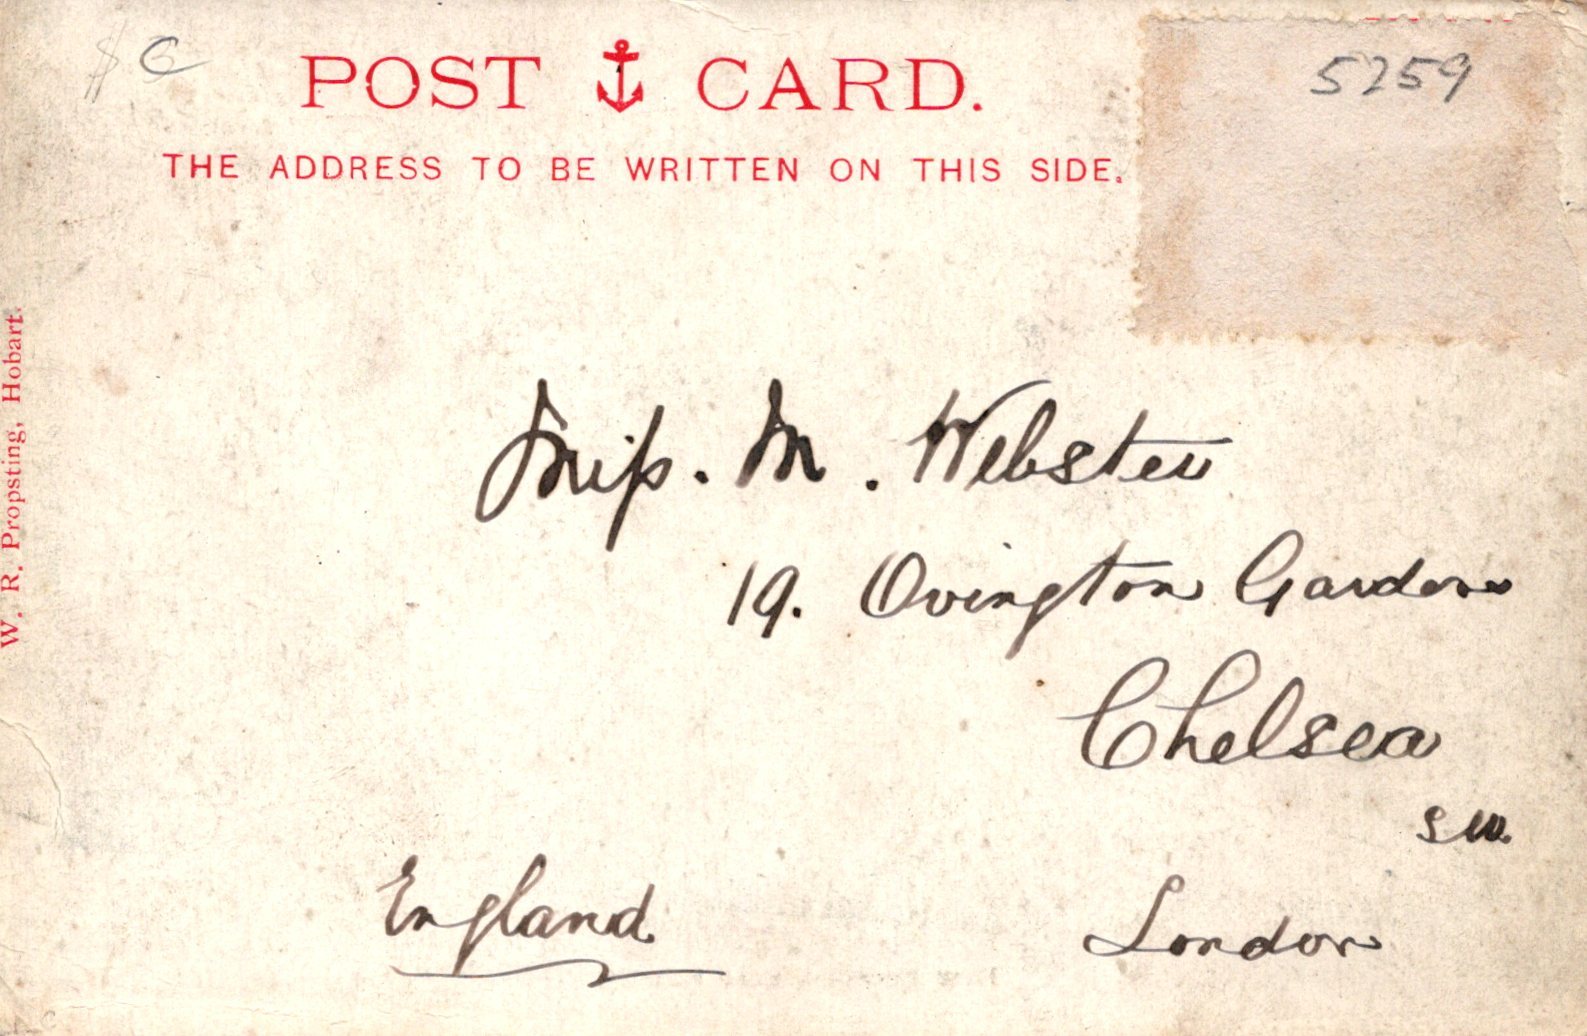 POST CARD.
THE ADDRESS TO BE WRITTEN ON THIS SIDE.
5259
W. R. Propsting, Hobart.
Miss. M. Webster
19. Ovington Gardens
Chelsea
SW.
London
England